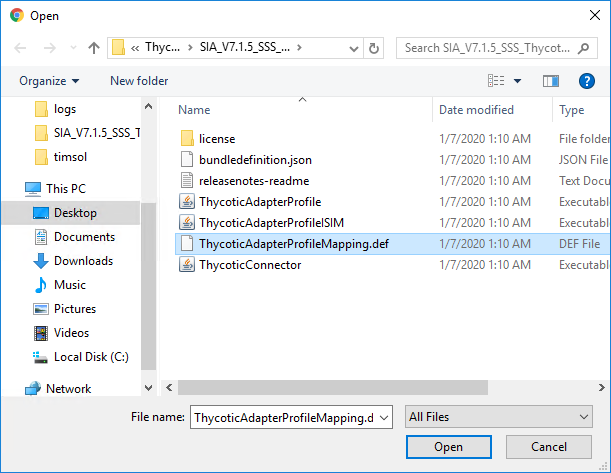 Open
Thyc...
SIA_V7.1.5_SSS_...
Search SIA_V7.1.5_SSS_Thycot...
Organize
New folder
?
Name
Date modified
Type
logs
SIA_V7.1.5_SSS_T
timsol
This PC
Desktop
Documents
Downloads
Music
Pictures
Videos
Local Disk (C:)
Network
license 1/7/2020 1:10 AM File folder
bundledefinition.json 1/7/2020 1:10 AM JSON File
releasenotes-readme 1/7/2020 1:10 AM Text Docu
ThycoticAdapterProfile 1/7/2020 1:10 AM Executabl
ThycoticAdapterProfileISIM 1/7/2020 1:10 AM Executabl
ThycoticAdapterProfileMapping.def 1/7/2020 1:10 AM DEF File
ThycoticConnector 1/7/2020 1:10 AM Executabl
File name:
ThycoticAdapterProfileMapping.d
All Files
Open
Cancel